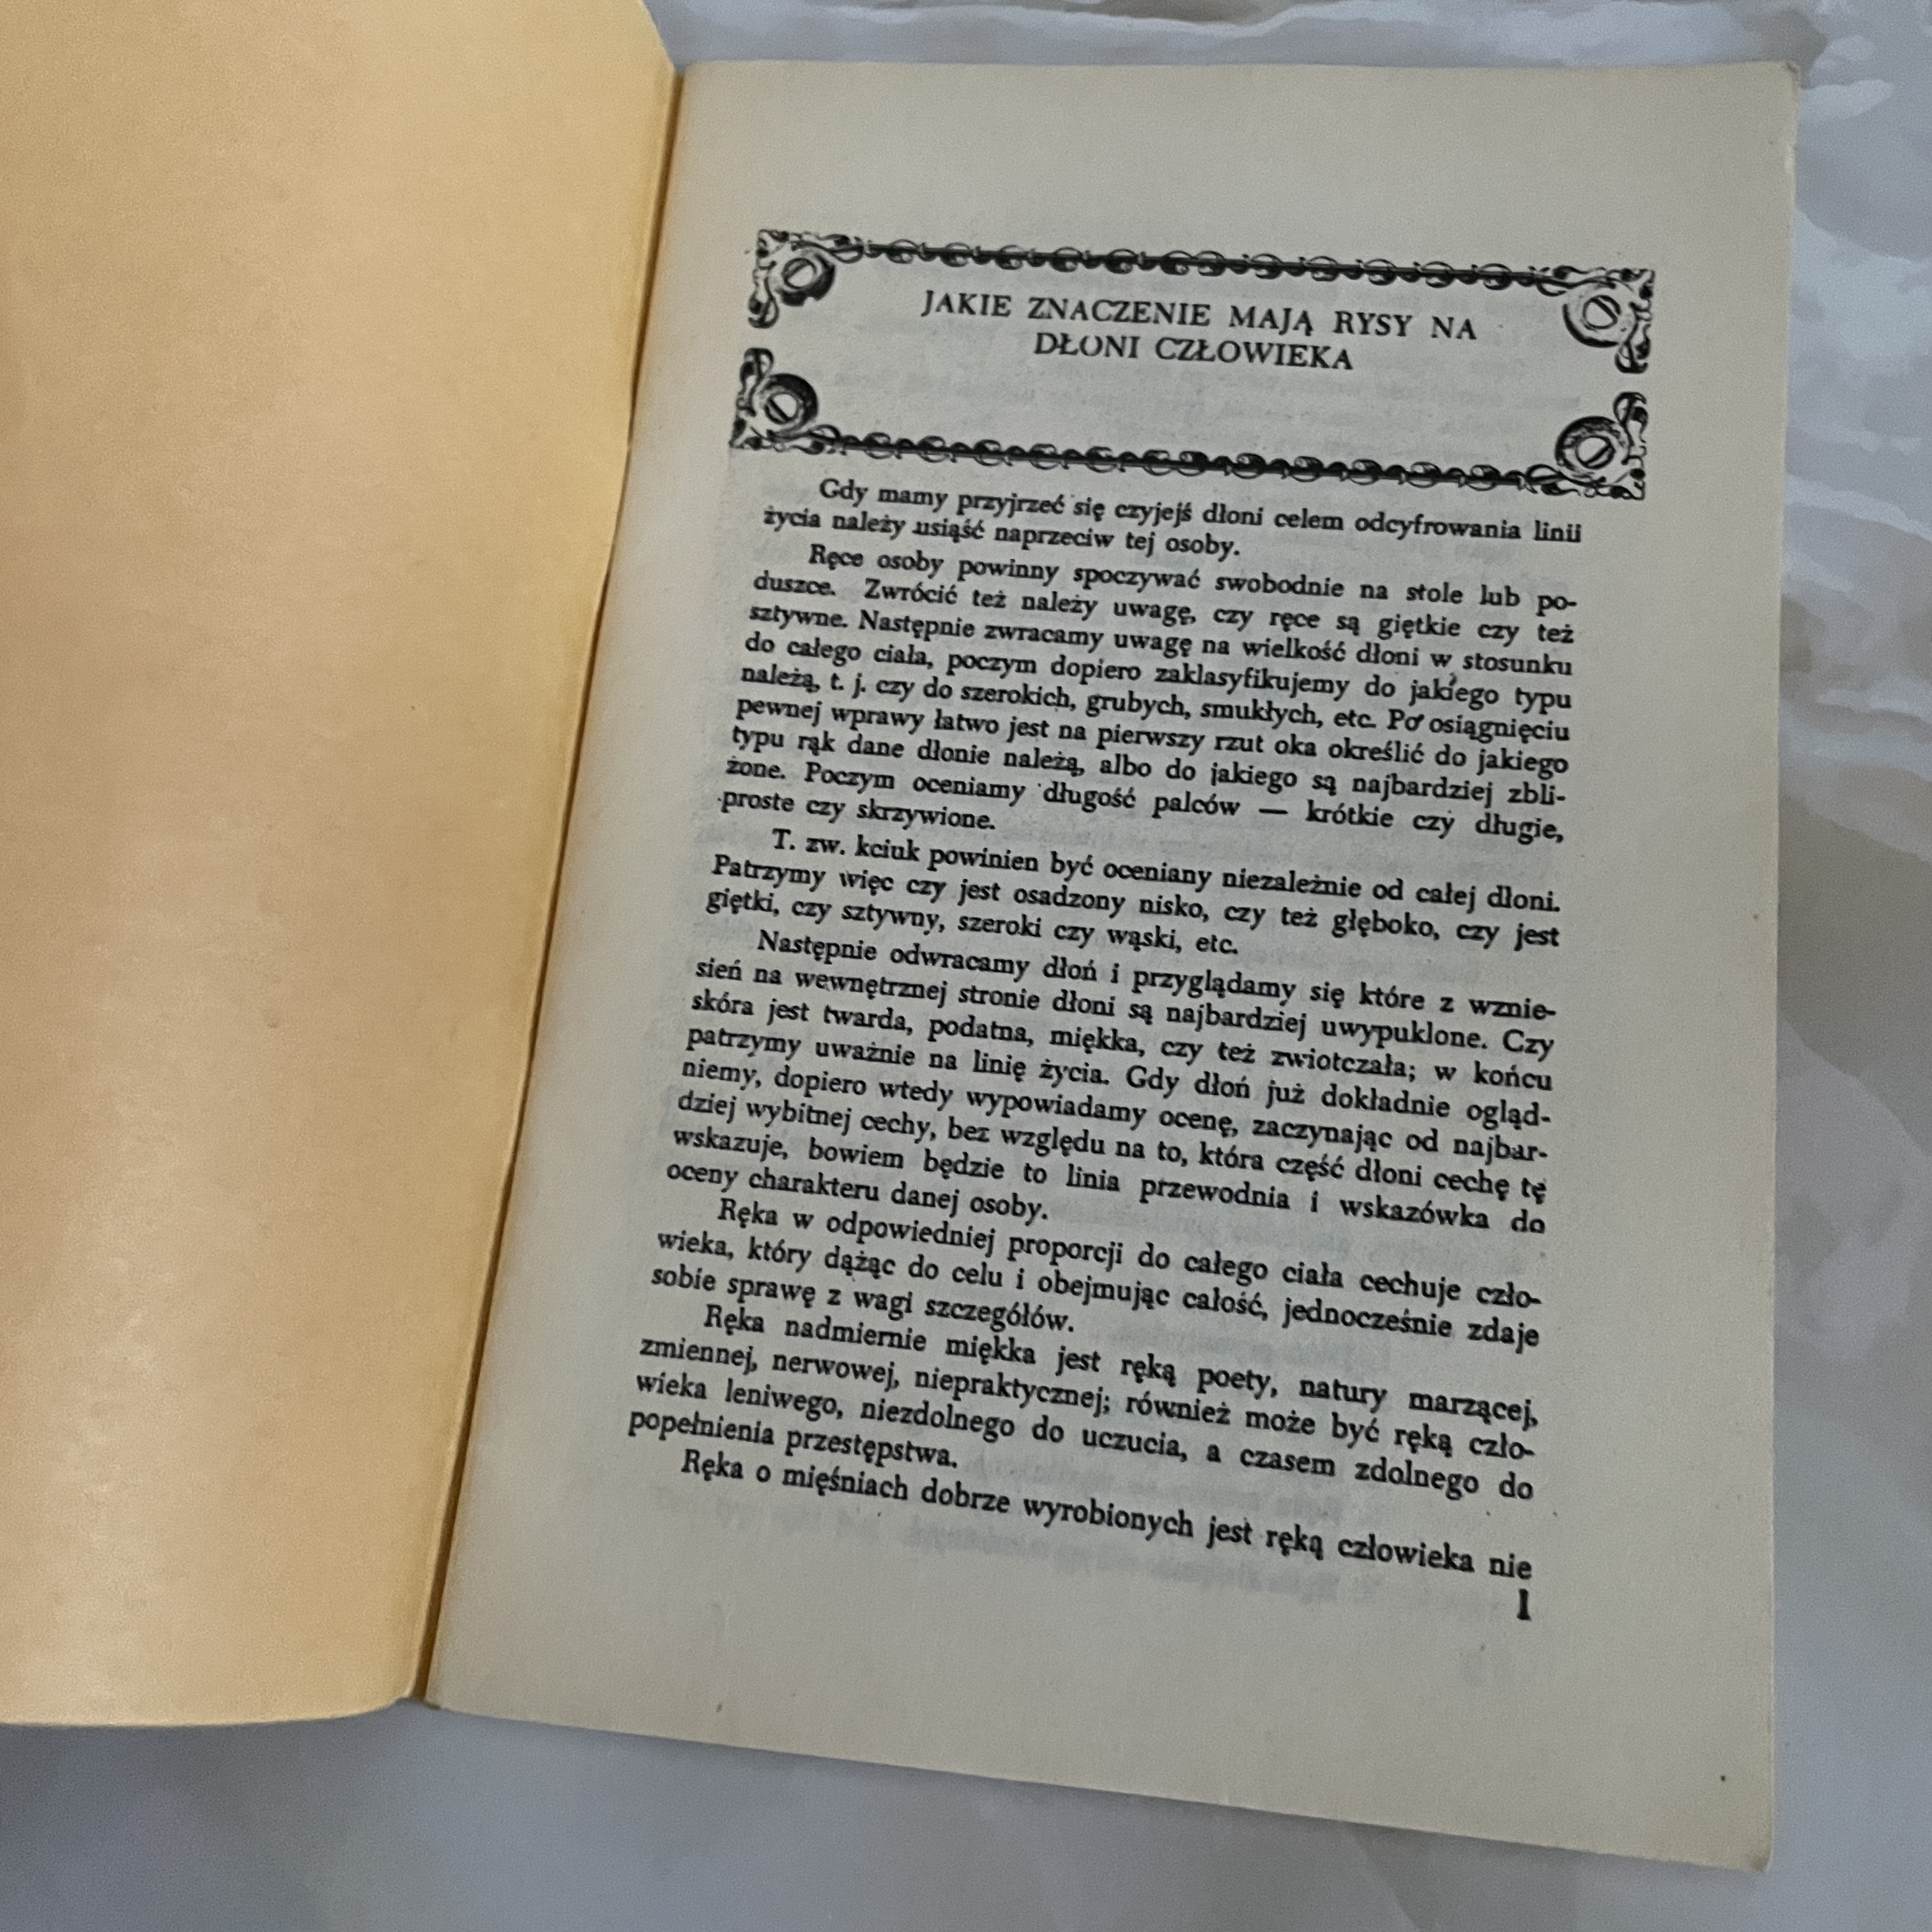 JAKIE ZNACZENIE MAJĄ RYSY NA
DŁONI CZŁOWIEKA
Gdy mamy przyjrzeć się czyjejś dłoni celem odcyfrowania linii
życia należy usiąść naprzeciw tej osoby.
Ręce osoby powinny spoczywać swobodnie na stole lub po-
duszce. Zwrócić też należy uwagę, czy ręce są giętkie czy też
sztywne. Następnie zwracamy uwagę na wielkość dłoni w stosunku
do całego ciała, poczym dopiero zaklasyfikujemy do jakiego typu
należą, t. j. czy do szerokich, grubych, smukłych, etc. Po osiągnięciu
pewnej wprawy łatwo jest na pierwszy rzut oka określić do jakiego
typu rąk dane dłonie należą, albo do jakiego są najbardziej zbli-
żone. Poczym oceniamy długość palców — krótkie czy długie,
proste czy skrzywione.
T. zw. kciuk powinien być oceniany niezależnie od całej dłoni.
Patrzymy więc czy jest osadzony nisko, czy też głęboko, czy jest
giętki, czy sztywny, szeroki czy wąski, etc.
Następnie odwracamy dłoń i przyglądamy się które z wznie-
sień na wewnętrznej stronie dłoni są najbardziej uwypuklone. Czy
skóra jest twarda, podatna, miękka, czy też zwiotczała; w końcu
patrzymy uważnie na linię życia. Gdy dłoń już dokładnie ogląd-
niemy, dopiero wtedy wypowiadamy ocenę, zaczynając od najbar-
dziej wybitnej cechy, bez względu na to, która część dłoni cechę tę
wskazuje, bowiem będzie to linia przewodnia i wskazówka do
oceny charakteru danej osoby.
Ręka w odpowiedniej proporcji do całego ciała cechuje czło-
wieka, który dążąc do celu i obejmując całość, jednocześnie zdaje
sobie sprawę z wagi szczegółów.
Ręka nadmiernie miękka jest ręką poety, natury marzącej,
zmiennej, nerwowej, niepraktycznej; również może być ręką czło-
wieka leniwego, niezdolnego do uczucia, a czasem zdolnego do
popełnienia przestępstwa.
Ręka o mięśniach dobrze wyrobionych jest ręką człowieka nie
1